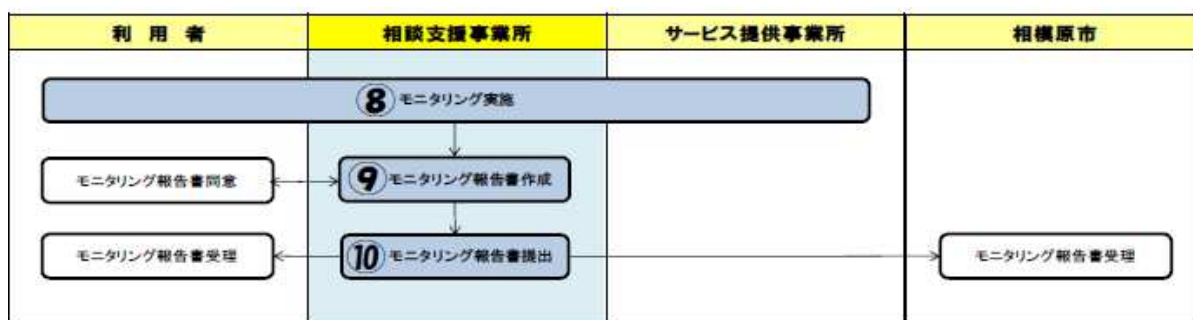 利用者
相談支援事業所
サービス提供事業所
相模原市
⑧モニタリング実施
モニタリング報告書同意
⑨モニタリング報告書作成
モニタリング報告書受理
⑩モニタリング報告書提出
モニタリング報告書受理